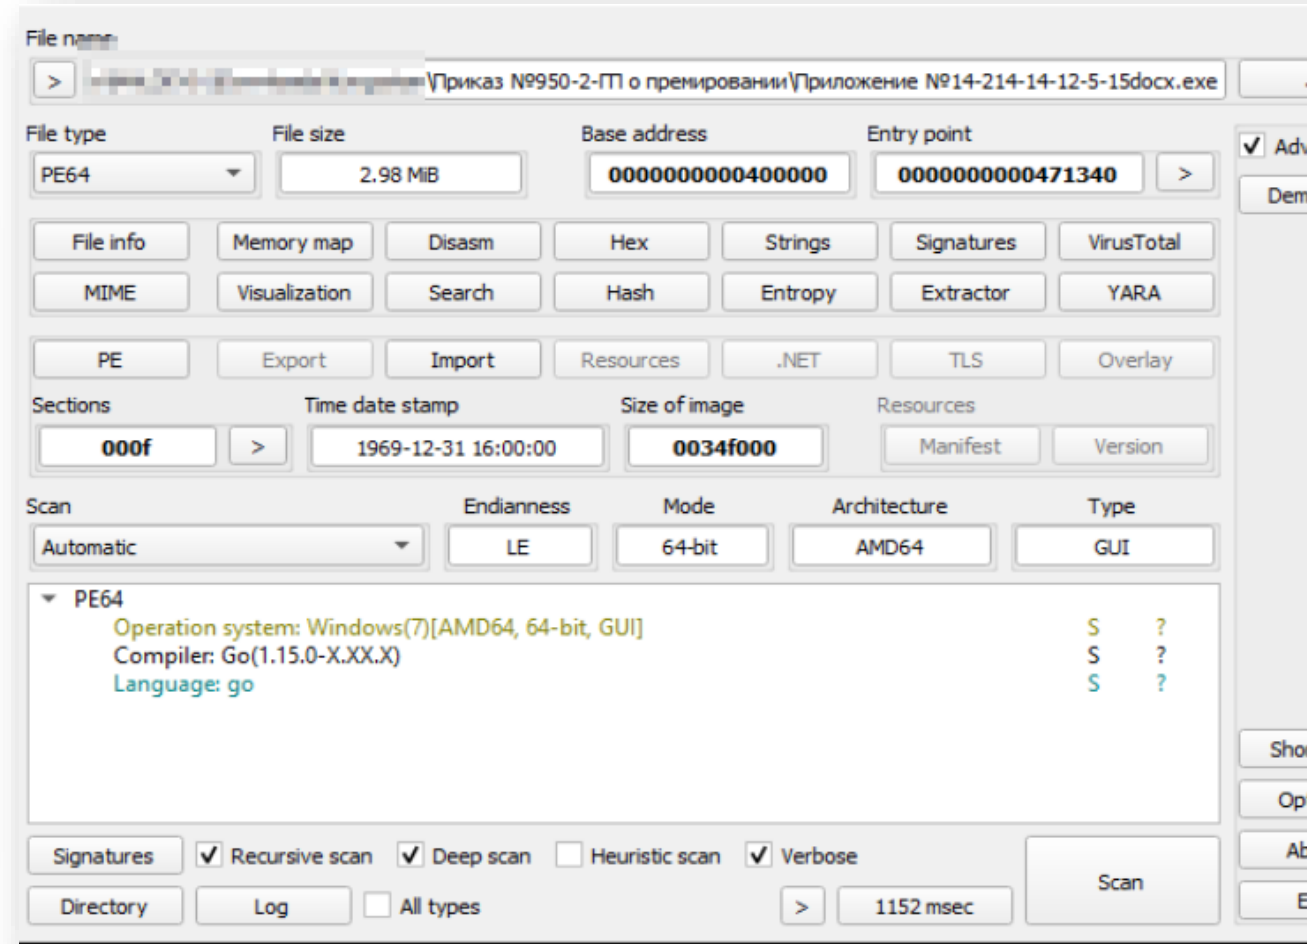 File name
> \Приказ №950-2-ГП о премировании\Приложение №14-214-14-12-5-15docx.exe
File type File size Base address Entry point
PE64 2.98 MiB 0000000000400000 0000000000471340 >
Adv
Dem
File info Memory map Disasm Hex Strings Signatures VirusTotal
MIME Visualization Search Hash Entropy Extractor YARA
PE Export Import Resources .NET TLS Overlay
Sections Time date stamp Size of image Resources
000f > 1969-12-31 16:00:00 0034f000 Manifest Version
Scan Endianness Mode Architecture Type
Automatic LE 64-bit AMD64 GUI
PE64
Operation system: Windows(7)[AMD64, 64-bit, GUI] S ?
Compiler: Go(1.15.0-X.XX.X) S ?
Language: go S ?
Shor
Opt
Signatures Recursive scan Deep scan Heuristic scan Verbose
Ab
Scan
Directory Log All types > 1152 msec
E